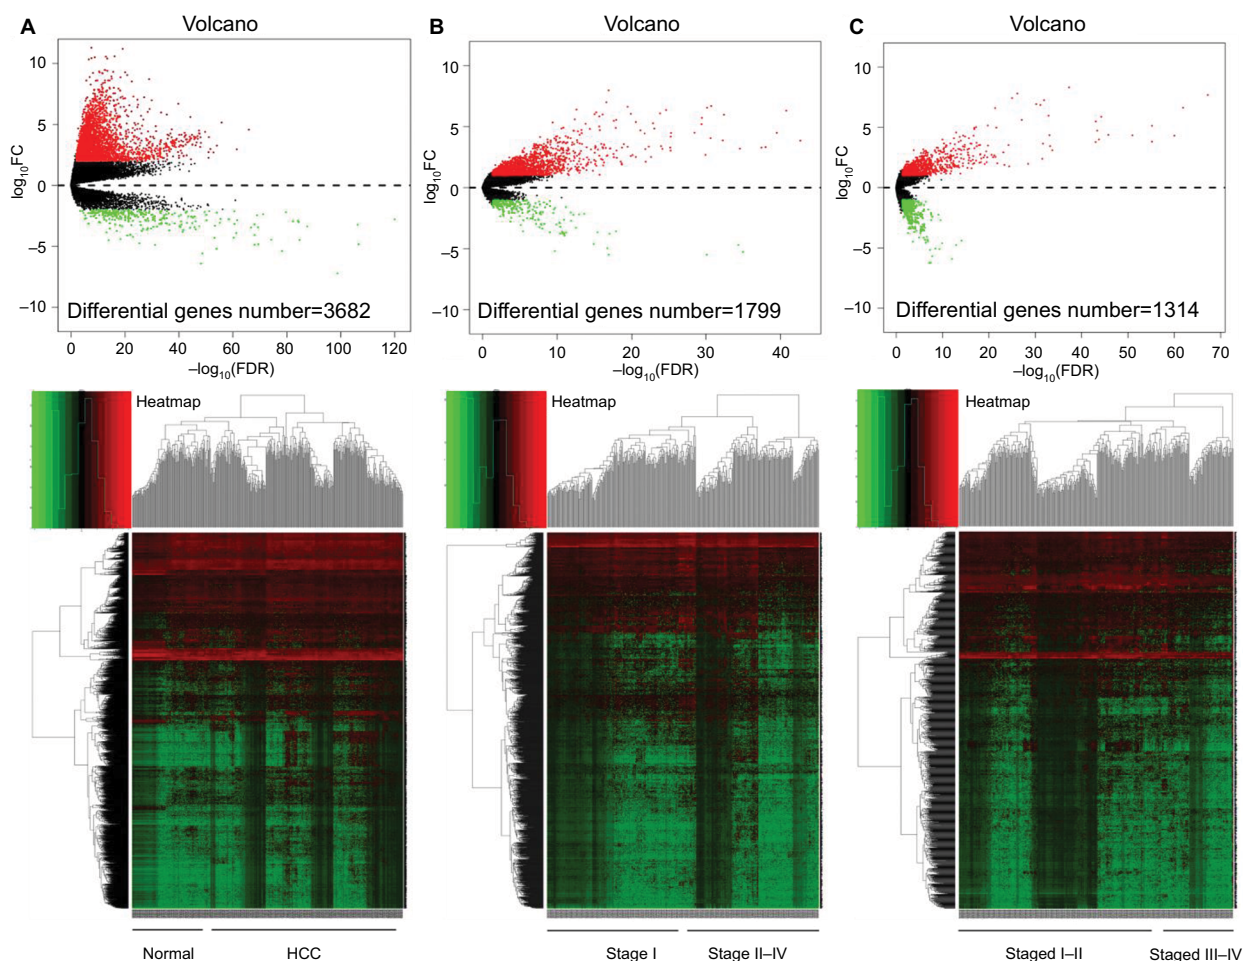 A
Volcano
10
5
0
–5
–10
log10FC
Differential genes number=3682
0 20 40 60 80 100 120
–log10(FDR)
B
Volcano
10
5
0
–5
–10
log10FC
Differential genes number=1799
0 10 20 30 40
–log10(FDR)
C
Volcano
10
5
0
–5
–10
log10FC
Differential genes number=1314
0 10 20 30 40 50 60 70
–log10(FDR)
Heatmap
Normal HCC
Heatmap
Stage I Stage II–IV
Heatmap
Staged I–II Staged III–IV